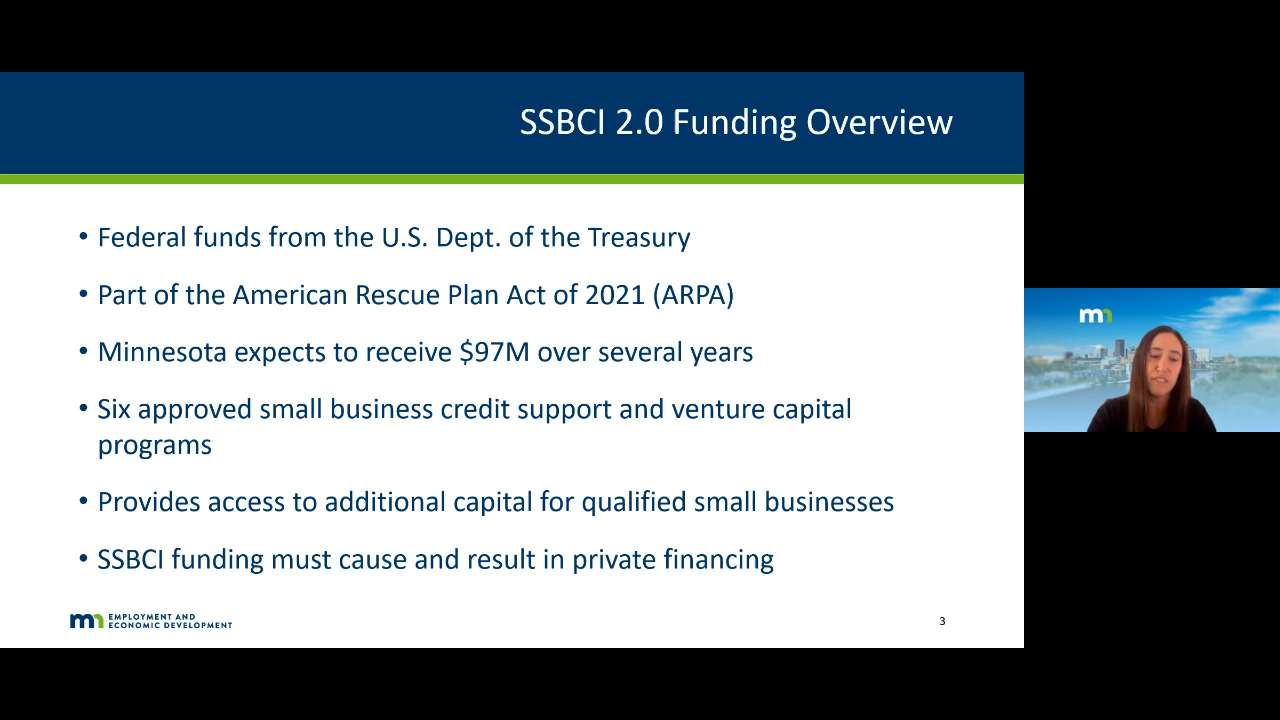 SSBCI 2.0 Funding Overview
• Federal funds from the U.S. Dept. of the Treasury
• Part of the American Rescue Plan Act of 2021 (ARPA)
• Minnesota expects to receive $97M over several years
• Six approved small business credit support and venture capital
programs
• Provides access to additional capital for qualified small businesses
• SSBCI funding must cause and result in private financing
mn EMPLOYMENT AND
ECONOMIC DEVELOPMENT
3
mn